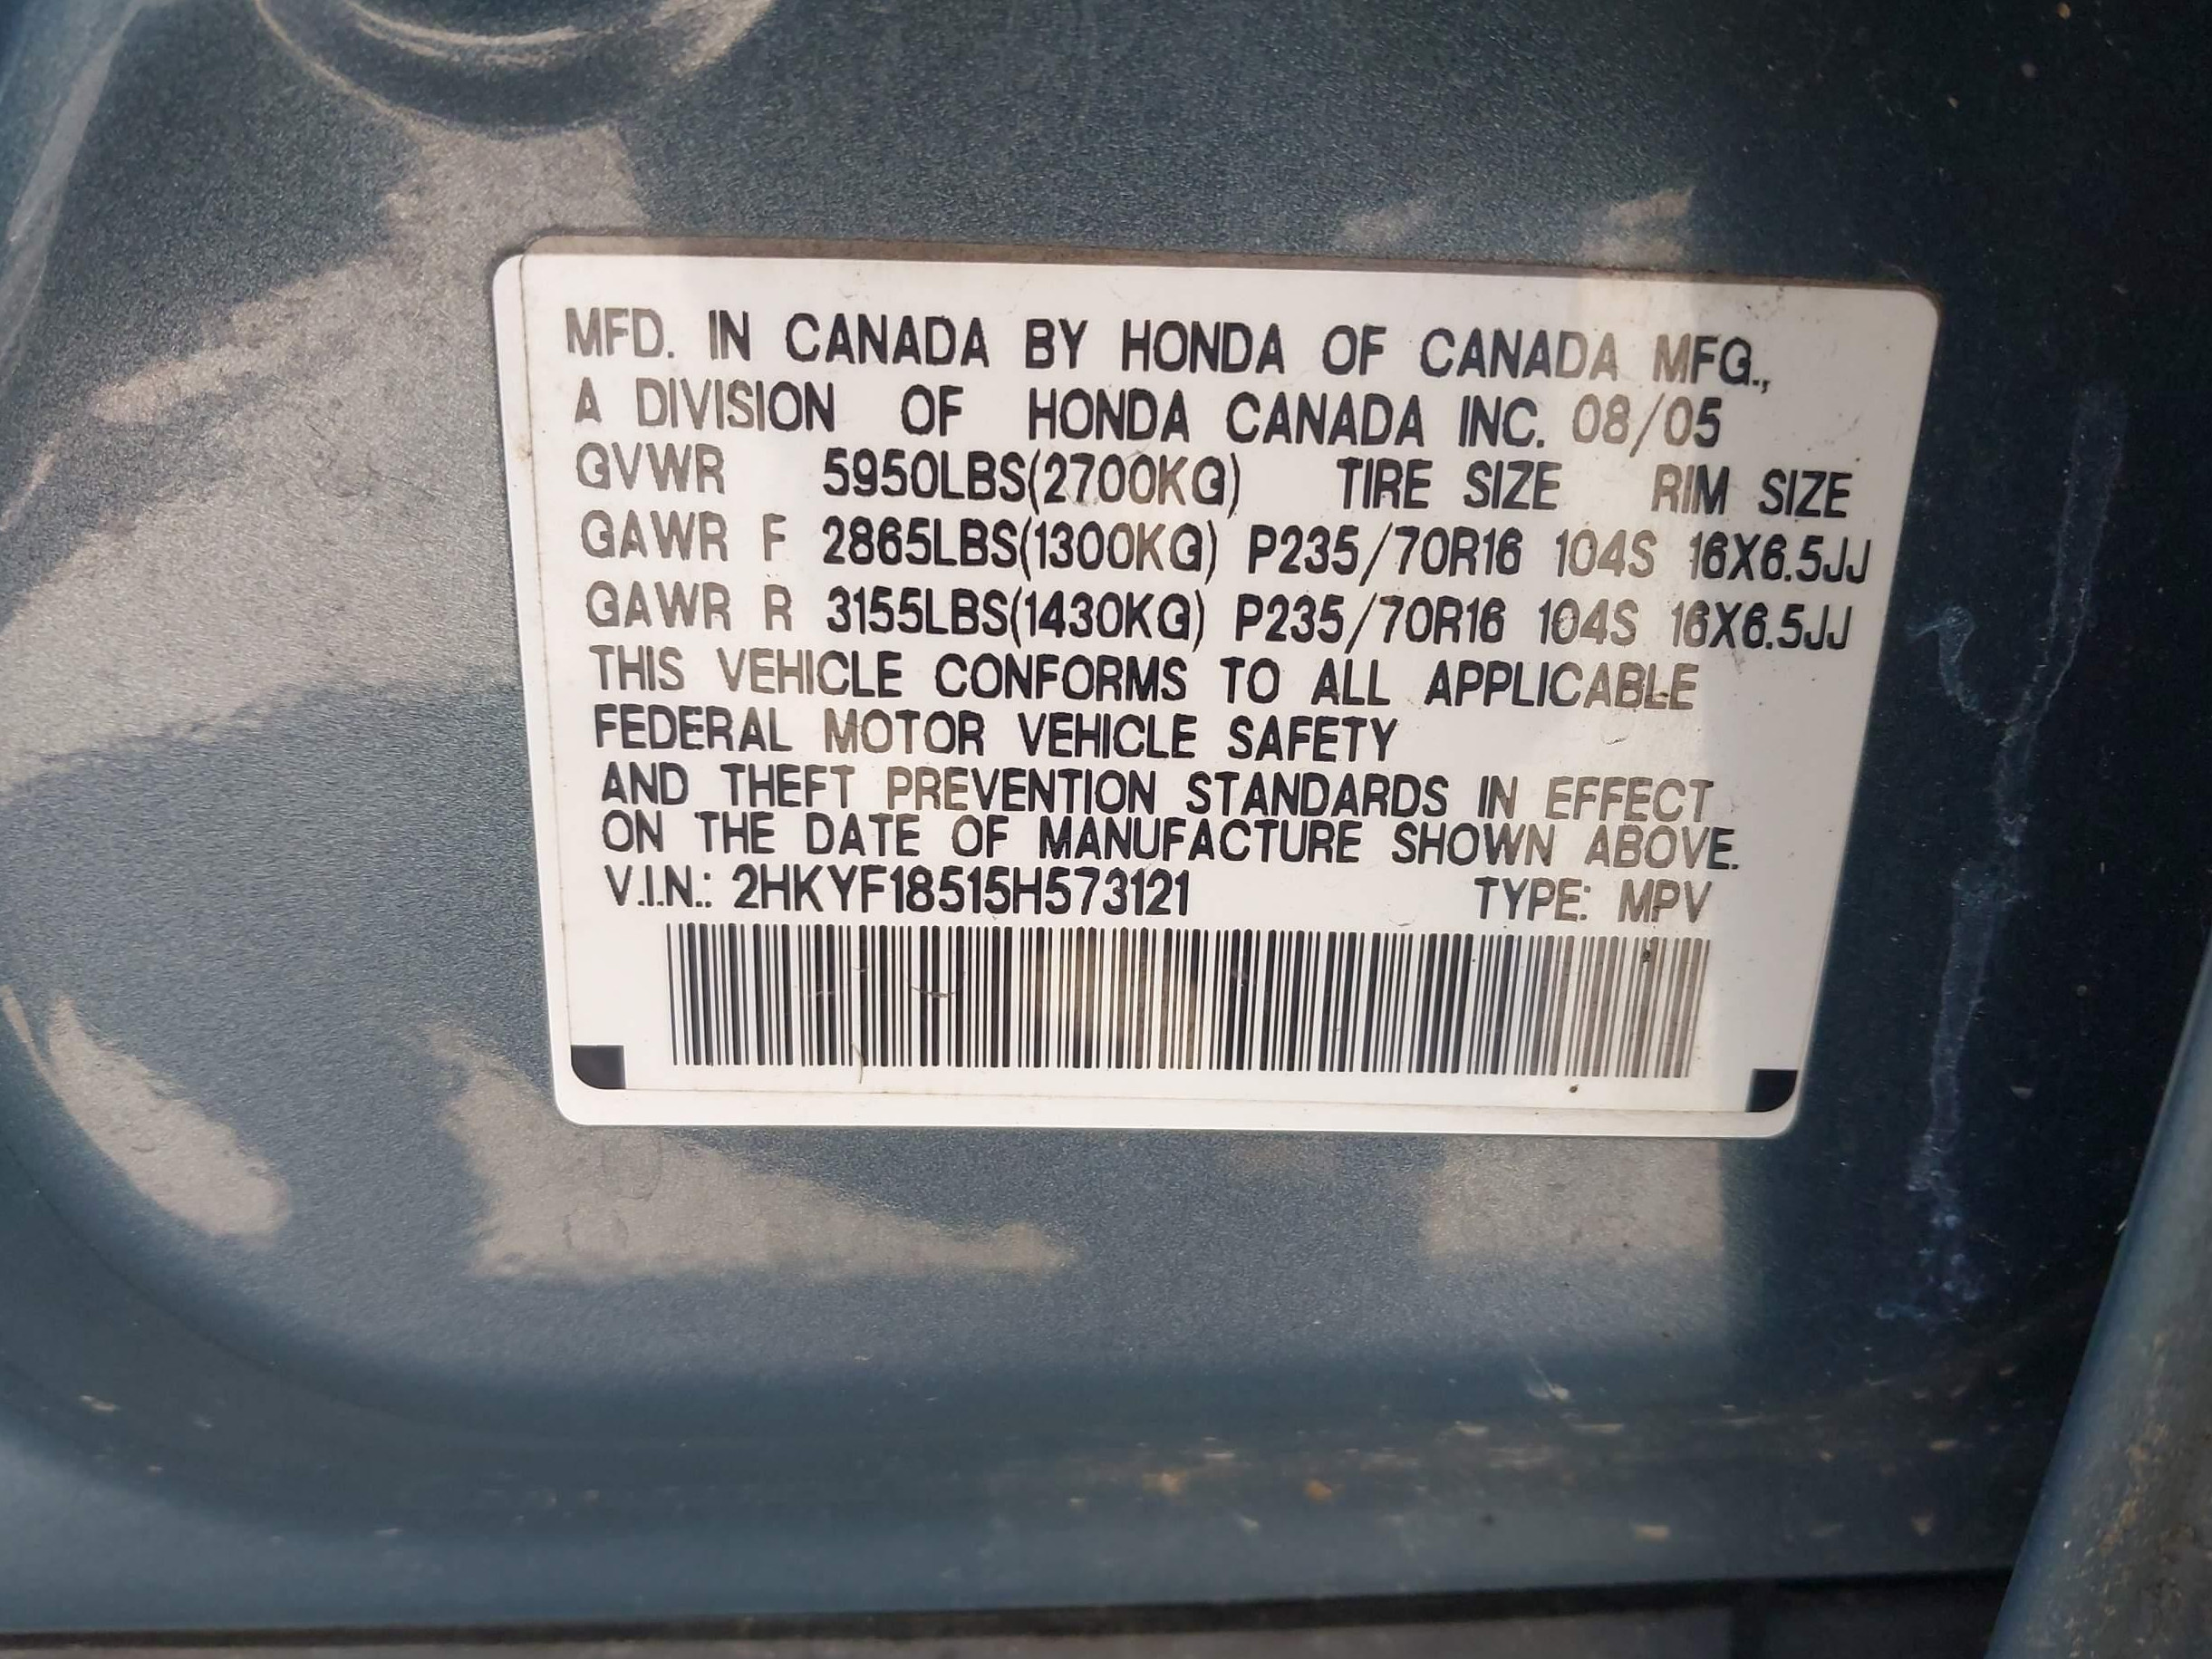 MFD. IN CANADA BY HONDA OF CANADA MFG.,
A DIVISION OF HONDA CANADA INC. 08/05
GVWR 5950LBS(2700KG) TIRE SIZE RIM SIZE
GAWR F 2865LBS(1300KG) P235/70R16 104S 16X6.5JJ
GAWR R 3155LBS(1430KG) P235/70R16 104S 16X6.5JJ
THIS VEHICLE CONFORMS TO ALL APPLICABLE
FEDERAL MOTOR VEHICLE SAFETY
AND THEFT PREVENTION STANDARDS IN EFFECT
ON THE DATE OF MANUFACTURE SHOWN ABOVE.
V.I.N.: 2HKYF18515H573121 TYPE: MPV